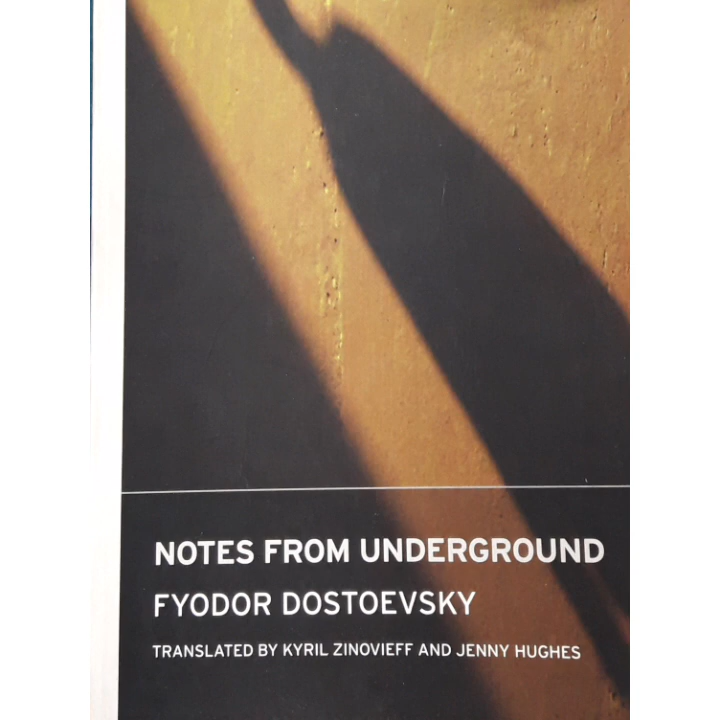 NOTES FROM UNDERGROUND
FYODOR DOSTOEVSKY
TRANSLATED BY KYRIL ZINOVIEFF AND JENNY HUGHES